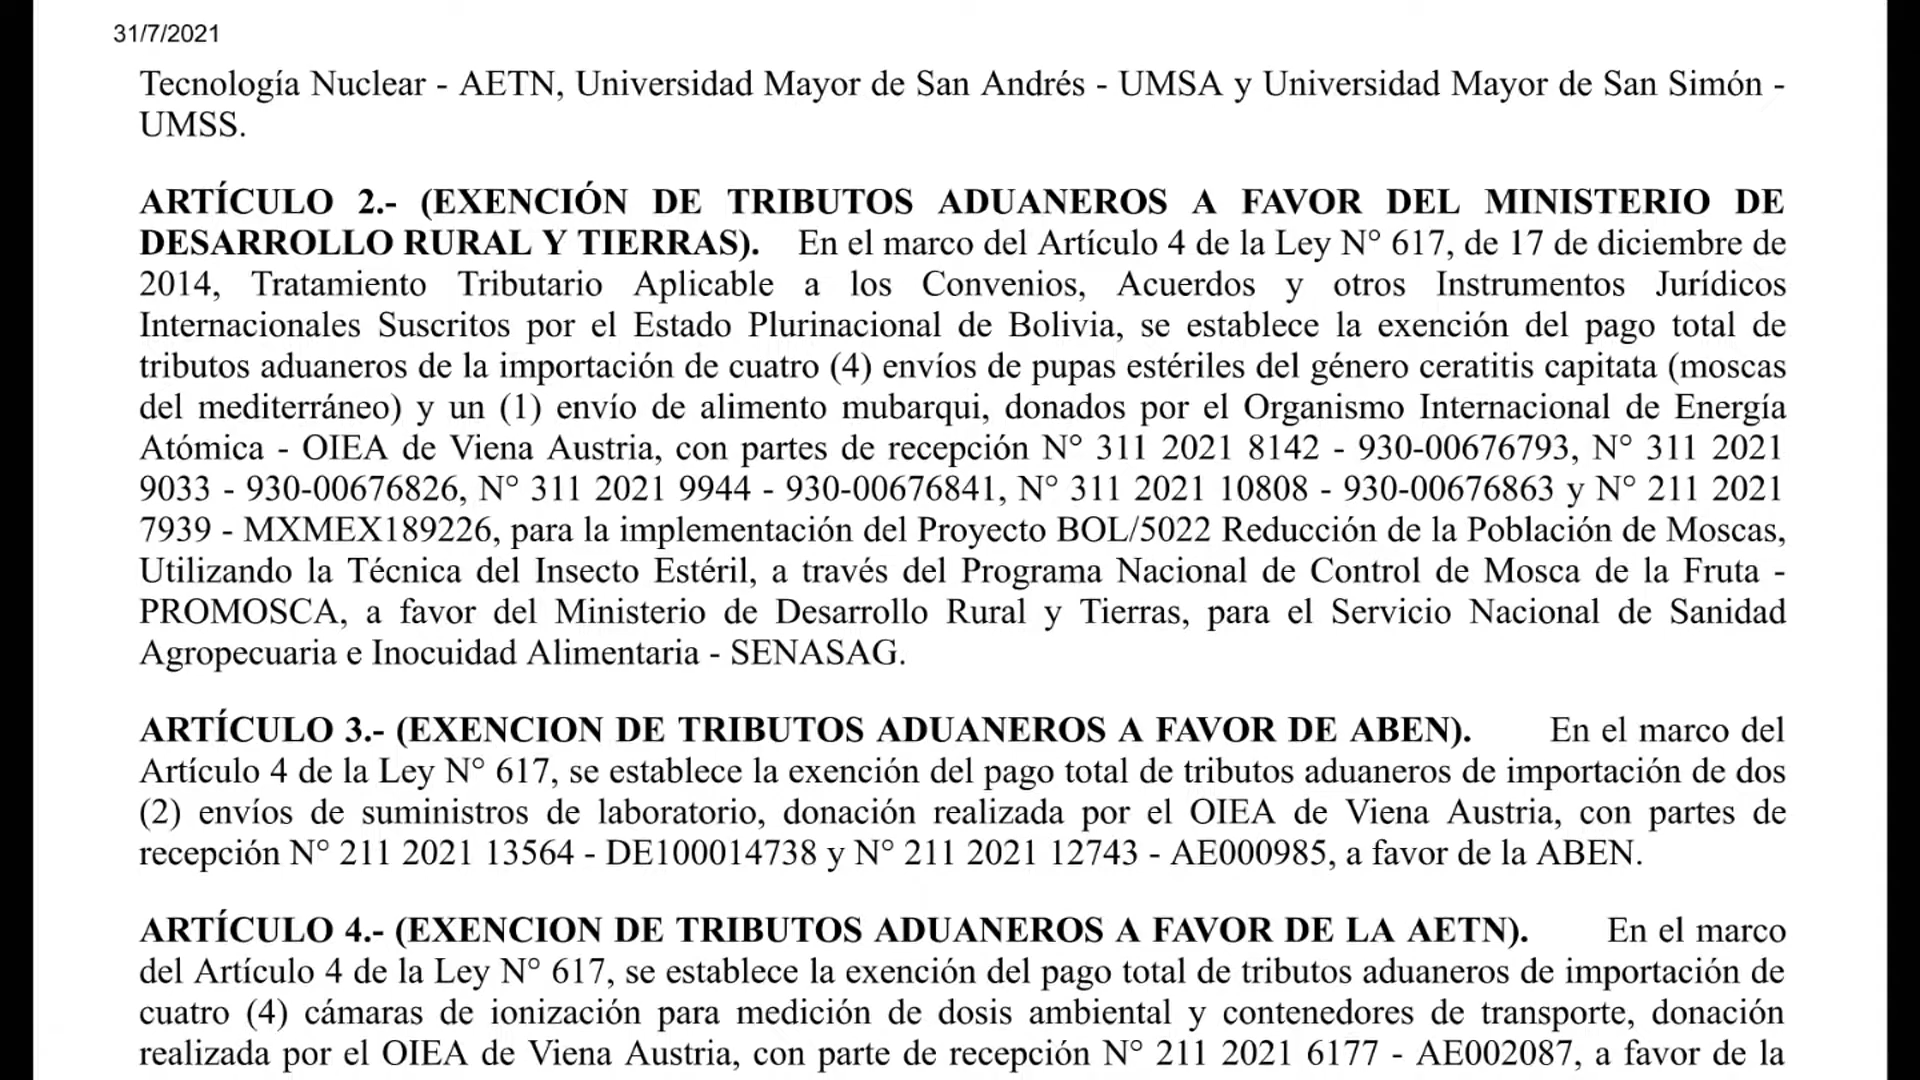 31/7/2021
Tecnología Nuclear - AETN, Universidad Mayor de San Andrés - UMSA y Universidad Mayor de San Simón -
UMSS.
ARTÍCULO 2.- (EXENCIÓN DE TRIBUTOS ADUANEROS A FAVOR DEL MINISTERIO DE
DESARROLLO RURAL Y TIERRAS). En el marco del Artículo 4 de la Ley N° 617, de 17 de diciembre de
2014, Tratamiento Tributario Aplicable a los Convenios, Acuerdos y otros Instrumentos Jurídicos
Internacionales Suscritos por el Estado Plurinacional de Bolivia, se establece la exención del pago total de
tributos aduaneros de la importación de cuatro (4) envíos de pupas estériles del género ceratitis capitata (moscas
del mediterráneo) y un (1) envío de alimento mubarqui, donados por el Organismo Internacional de Energía
Atómica - OIEA de Viena Austria, con partes de recepción N° 311 2021 8142 - 930-00676793, N° 311 2021
9033 - 930-00676826, N° 311 2021 9944 - 930-00676841, N° 311 2021 10808 - 930-00676863 y N° 211 2021
7939 - MXMEX189226, para la implementación del Proyecto BOL/5022 Reducción de la Población de Moscas,
Utilizando la Técnica del Insecto Estéril, a través del Programa Nacional de Control de Mosca de la Fruta -
PROMOSCA, a favor del Ministerio de Desarrollo Rural y Tierras, para el Servicio Nacional de Sanidad
Agropecuaria e Inocuidad Alimentaria - SENASAG.
ARTÍCULO 3.- (EXENCION DE TRIBUTOS ADUANEROS A FAVOR DE ABEN). En el marco del
Artículo 4 de la Ley N° 617, se establece la exención del pago total de tributos aduaneros de importación de dos
(2) envíos de suministros de laboratorio, donación realizada por el OIEA de Viena Austria, con partes de
recepción N° 211 2021 13564 - DE100014738 y N° 211 2021 12743 - AE000985, a favor de la ABEN.
ARTÍCULO 4.- (EXENCION DE TRIBUTOS ADUANEROS A FAVOR DE LA AETN). En el marco
del Artículo 4 de la Ley N° 617, se establece la exención del pago total de tributos aduaneros de importación de
cuatro (4) cámaras de ionización para medición de dosis ambiental y contenedores de transporte, donación
realizada por el OIEA de Viena Austria, con parte de recepción N° 211 2021 6177 - AE002087, a favor de la